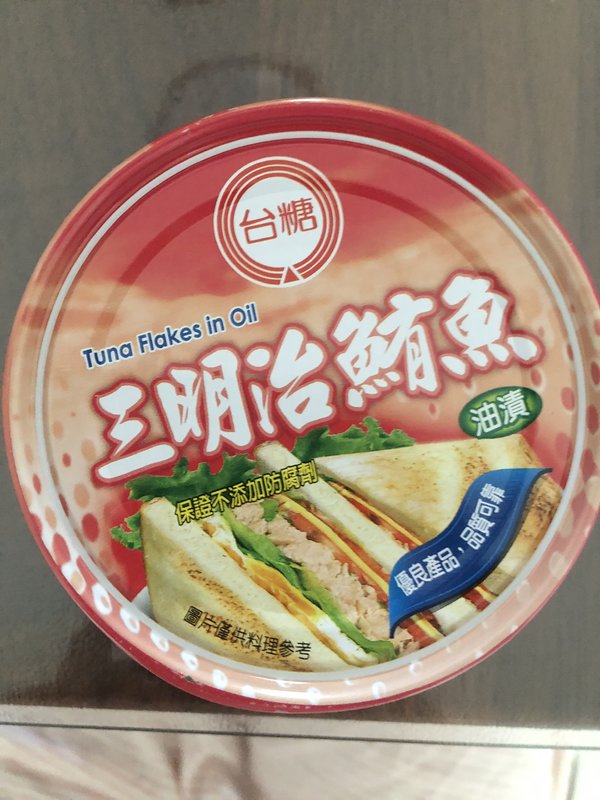 台糖
Tuna Flakes in Oil
三明治鮪魚
油漬
保證不添加防腐劑
優良產品，品質可靠
圖片僅供料理參考